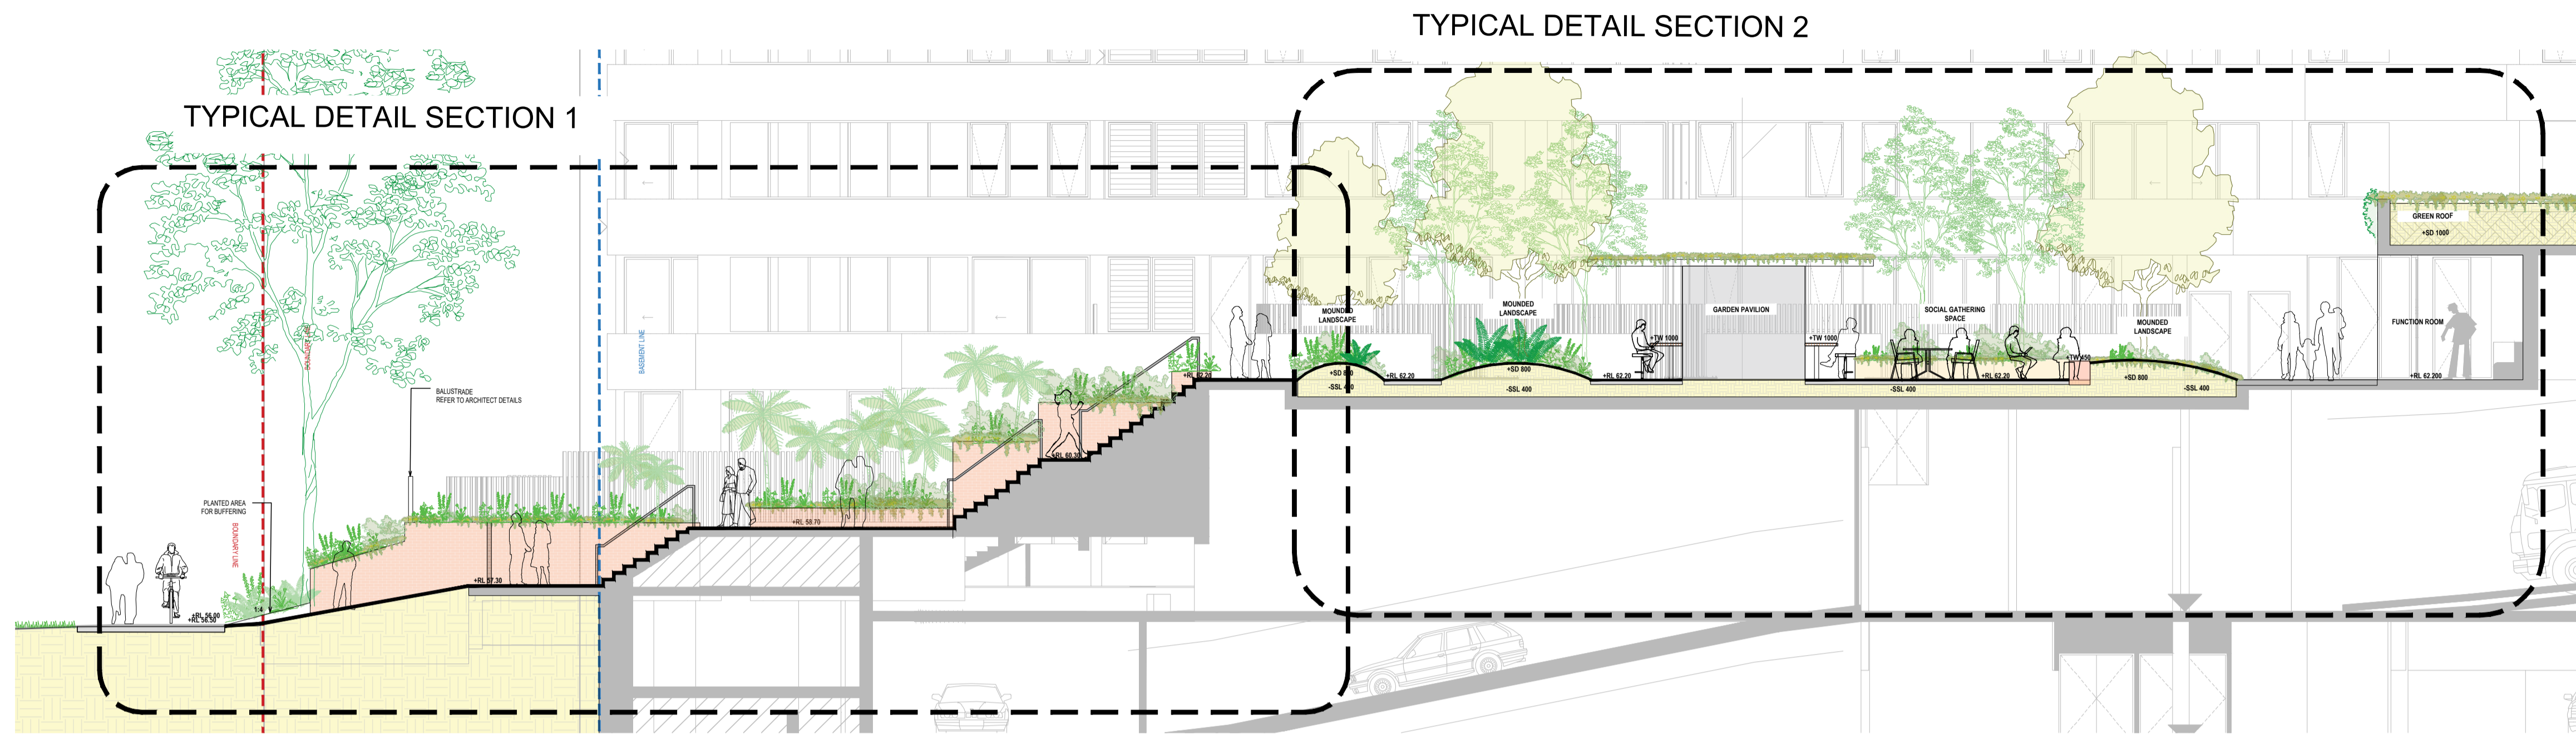 TYPICAL DETAIL SECTION 2
TYPICAL DETAIL SECTION 1
GREEN ROOF
+SD 1000
BASEMENT LINE
MOUNDED
LANDSCAPE
MOUNDED
LANDSCAPE
GARDEN PAVILION
SOCIAL GATHERING
SPACE
MOUNDED
LANDSCAPE
FUNCTION ROOM
+TW 1000
+TW 1000
+TW 450
+RL 62.20
+SD 800
-SSL 400
+RL 62.20
+SD 800
-SSL 400
+RL 62.20
-SSL 400
+RL 62.20
+SD 800
-SSL 400
+RL 62.200
BALUSTRADE
REFER TO ARCHITECT DETAILS
+RL 60.30
PLANTED AREA
FOR BUFFERING
BOUNDARY LINE
+RL 58.70
+RL 57.30
1:4
+RL 56.00
+RL 56.50